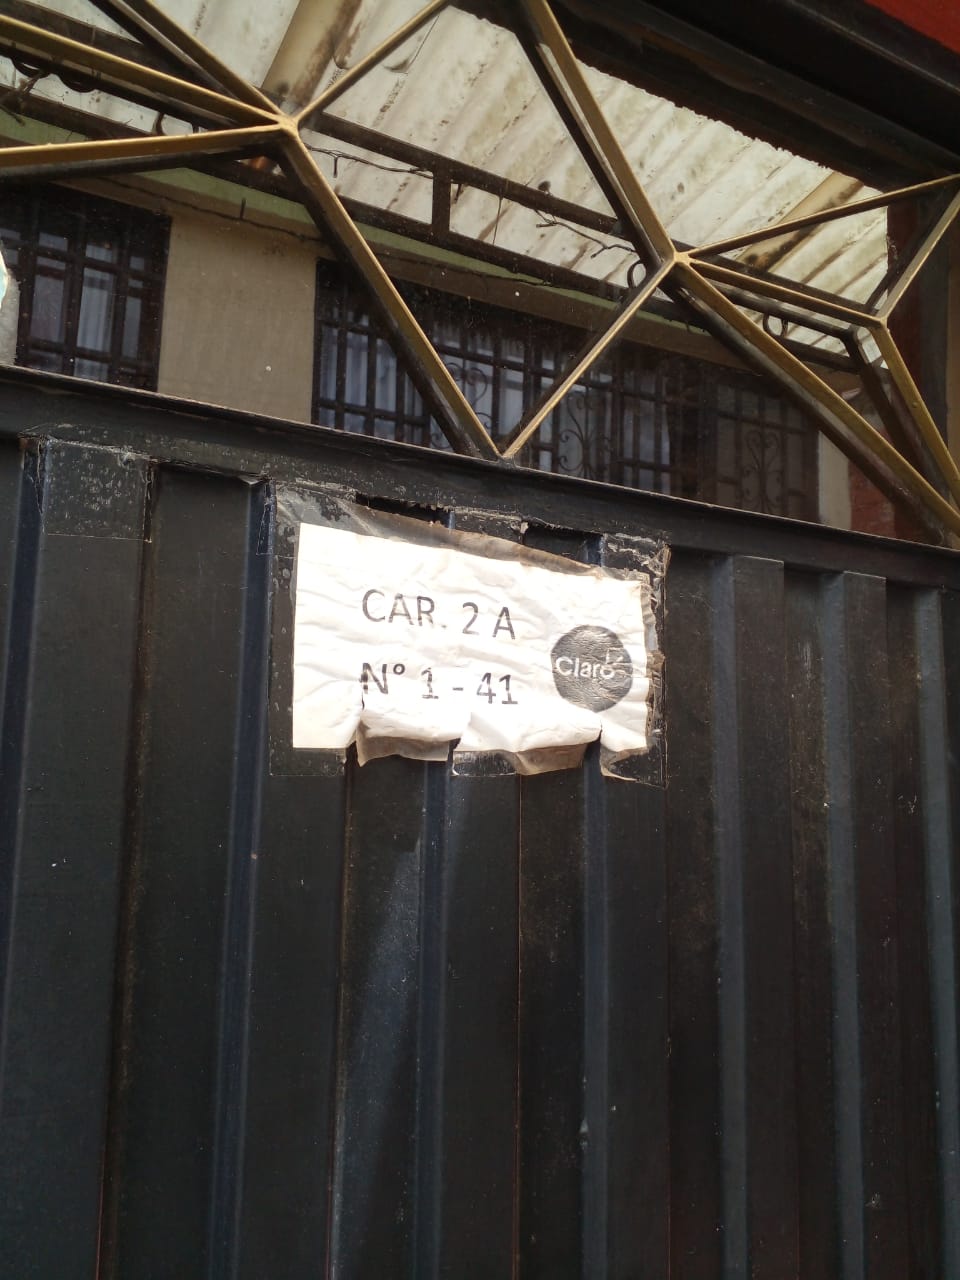 CAR. 2 A
N° 1 - 41
Claro